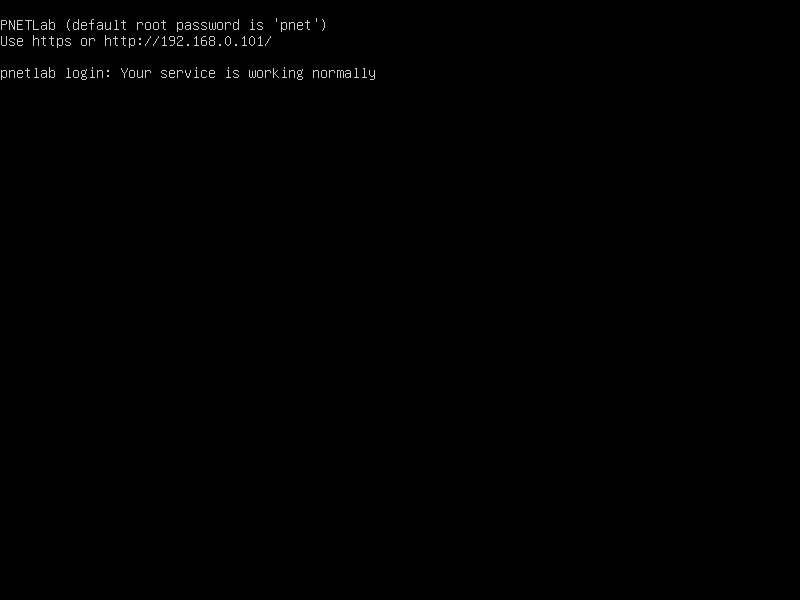 PNETLab (default root password is 'pnet')
Use https or http://192.168.0.101/
pnetlab login: Your service is working normally